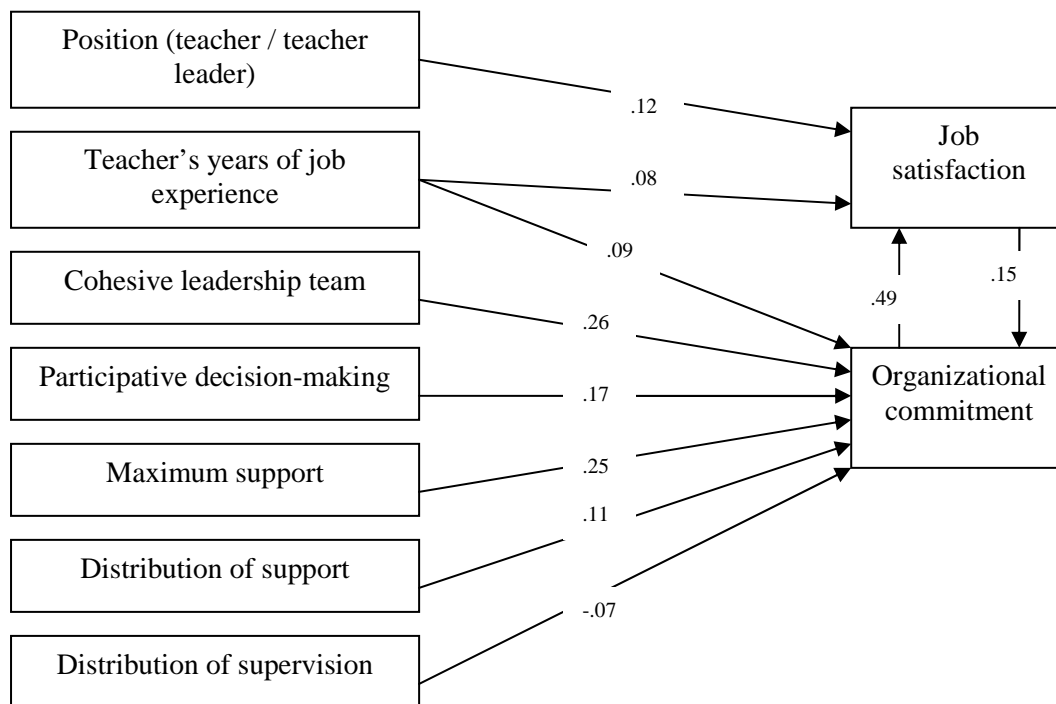 Position (teacher / teacher
leader)
.12
Job
satisfaction
Teacher's years of job
experience
.08
.09
Cohesive leadership team
.26
.49
.15
Participative decision-making
.17
Organizational
commitment
Maximum support
.25
.11
Distribution of support
-.07
Distribution of supervision